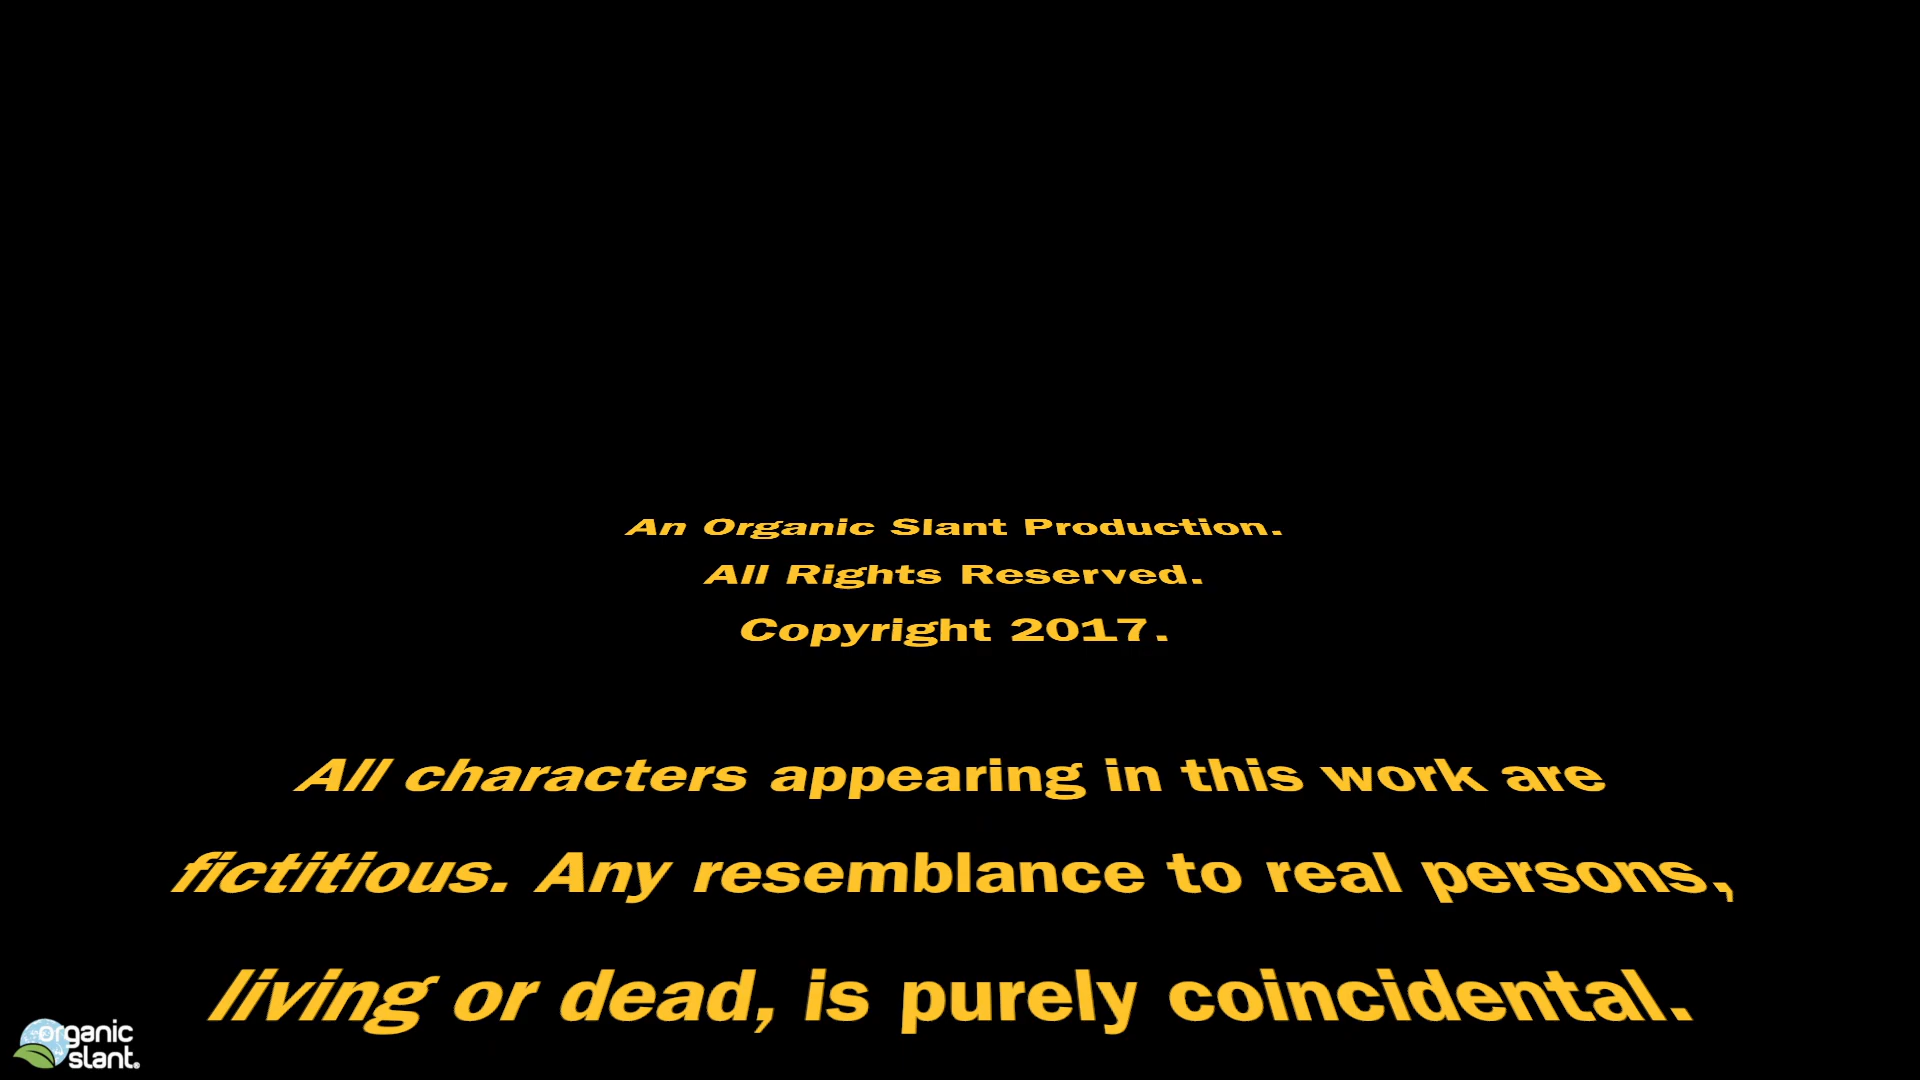 An Organic Slant Production.
All Rights Reserved.
Copyright 2017.
All characters appearing in this work are
fictitious. Any resemblance to real persons,
living or dead, is purely coincidental.
organic
slant.